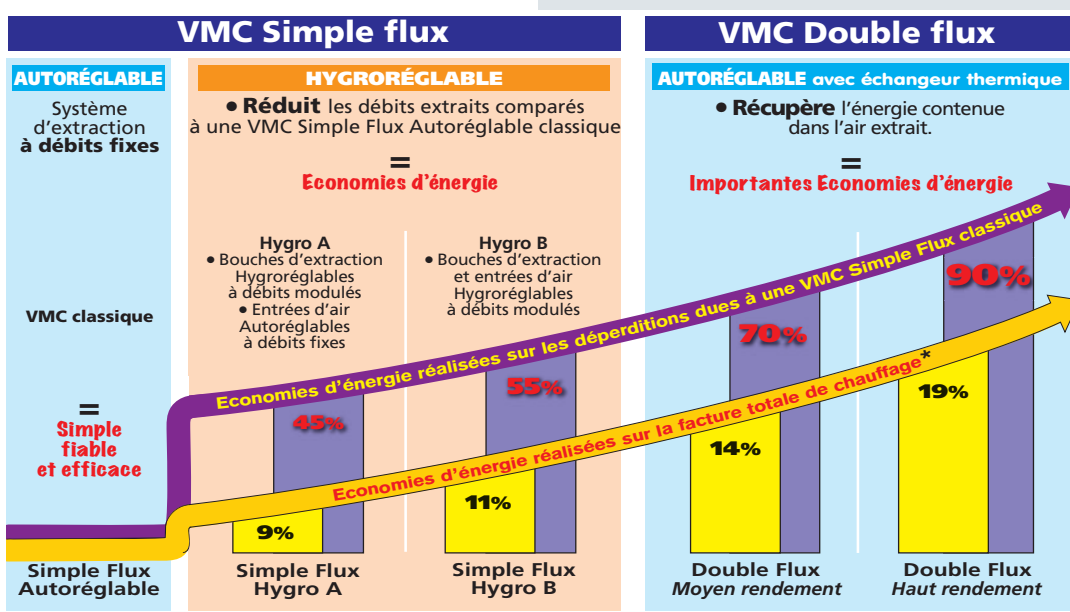 VMC Simple flux
AUTORÉGLABLE
Système
d'extraction
à débits fixes
VMC classique
=
Simple
fiable
et efficace
HYGRORÉGLABLE
• Réduit les débits extraits comparés
à une VMC Simple Flux Autoréglable classique
=
Economies d'énergie
Hygro A
• Bouches d'extraction
Hygroréglables
à débits modulés
• Entrées d'air
Autoréglables
à débits fixes
Hygro B
• Bouches d'extraction
et entrées d'air
Hygroréglables
à débits modulés
VMC Double flux
AUTORÉGLABLE avec échangeur thermique
• Récupère l'énergie contenue
dans l'air extrait.
=
Importantes Economies d'énergie
Economies d'énergie réalisées sur les déperditions dues à une VMC Simple Flux classique
45%
55%
70%
90%
Economies d'énergie réalisées sur la facture totale de chauffage*
9%
11%
14%
19%
Simple Flux
Autoréglable
Simple Flux
Hygro A
Simple Flux
Hygro B
Double Flux
Moyen rendement
Double Flux
Haut rendement